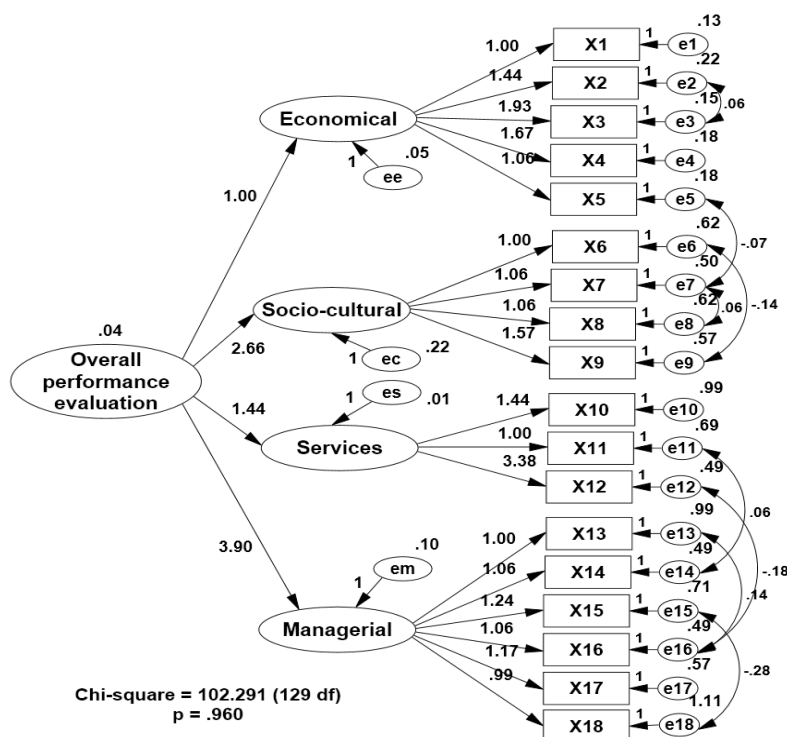 .13
1.00
X1
1
e1
.22
1.44
X2
1
e2
.15
.06
1.93
X3
1
e3
.18
Economical
1.67
X4
1
e4
.18
.05
1.06
X5
1
e5
1
ee
.62
-.07
1.00
1.00
X6
1
e6
.50
1.06
X7
1
e7
.62
.06
-.14
Socio-cultural
1.06
X8
1
e8
.57
.04
2.66
1.57
X9
1
e9
1
ec
.22
Overall
performance
evaluation
1
es
.01
.99
1.44
1.44
X10
1
e10
.69
Services
1.00
X11
1
e11
.49
3.38
X12
1
e12
.06
.99
3.90
1.00
X13
1
e13
.49
.10
1.06
X14
1
e14
-.18
.71
.14
1
em
1.24
X15
1
e15
.49
Managerial
1.06
X16
1
e16
.57
-.28
1.17
X17
1
e17
1.11
.99
X18
1
e18
Chi-square = 102.291 (129 df)
p = .960